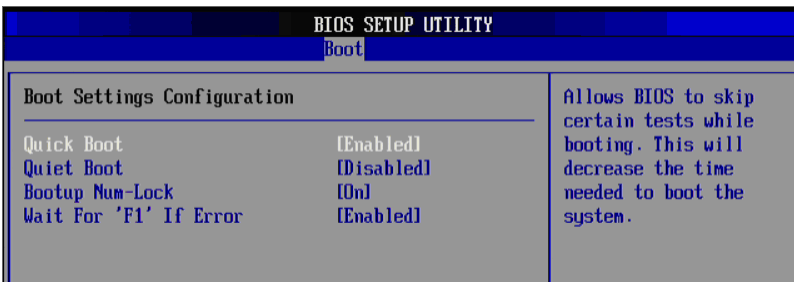 BIOS SETUP UTILITY
Boot
Boot Settings Configuration
Quick Boot [Enabled]
Quiet Boot [Disabled]
Bootup Num-Lock [On]
Wait For 'F1' If Error [Enabled]
Allows BIOS to skip
certain tests while
booting. This will
decrease the time
needed to boot the
system.